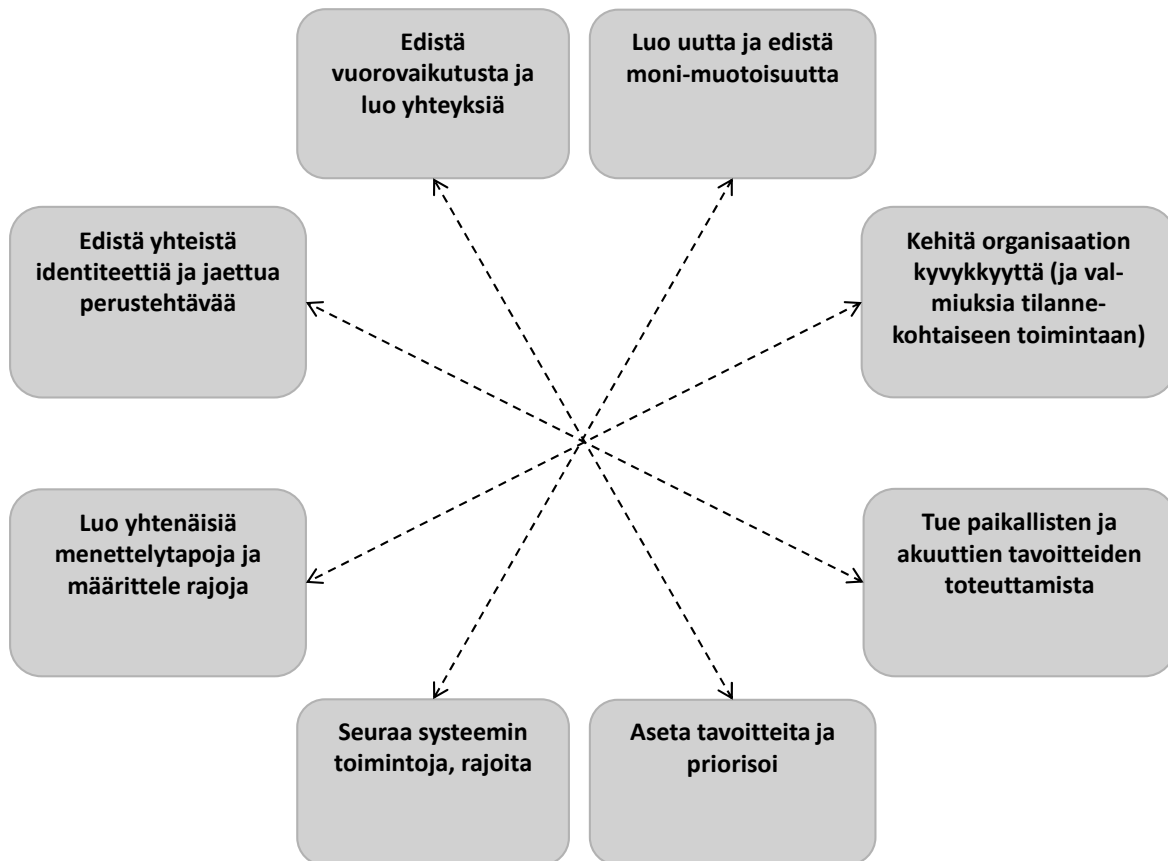 Edistä
vuorovaikutusta ja
luo yhteyksiä
Luo uutta ja edistä
moni-muotoisuutta
Edistä yhteistä
identiteettiä ja jaettua
perustehtävää
Kehitä organisaation
kyvykkyyttä (ja val-
miuksia tilanne-
kohtaiseen toimintaan)
Luo yhtenäisiä
menettelytapoja ja
määrittele rajoja
Tue paikallisten ja
akuuttien tavoitteiden
toteuttamista
Seuraa systeemin
toimintoja, rajoita
Aseta tavoitteita ja
priorisoi